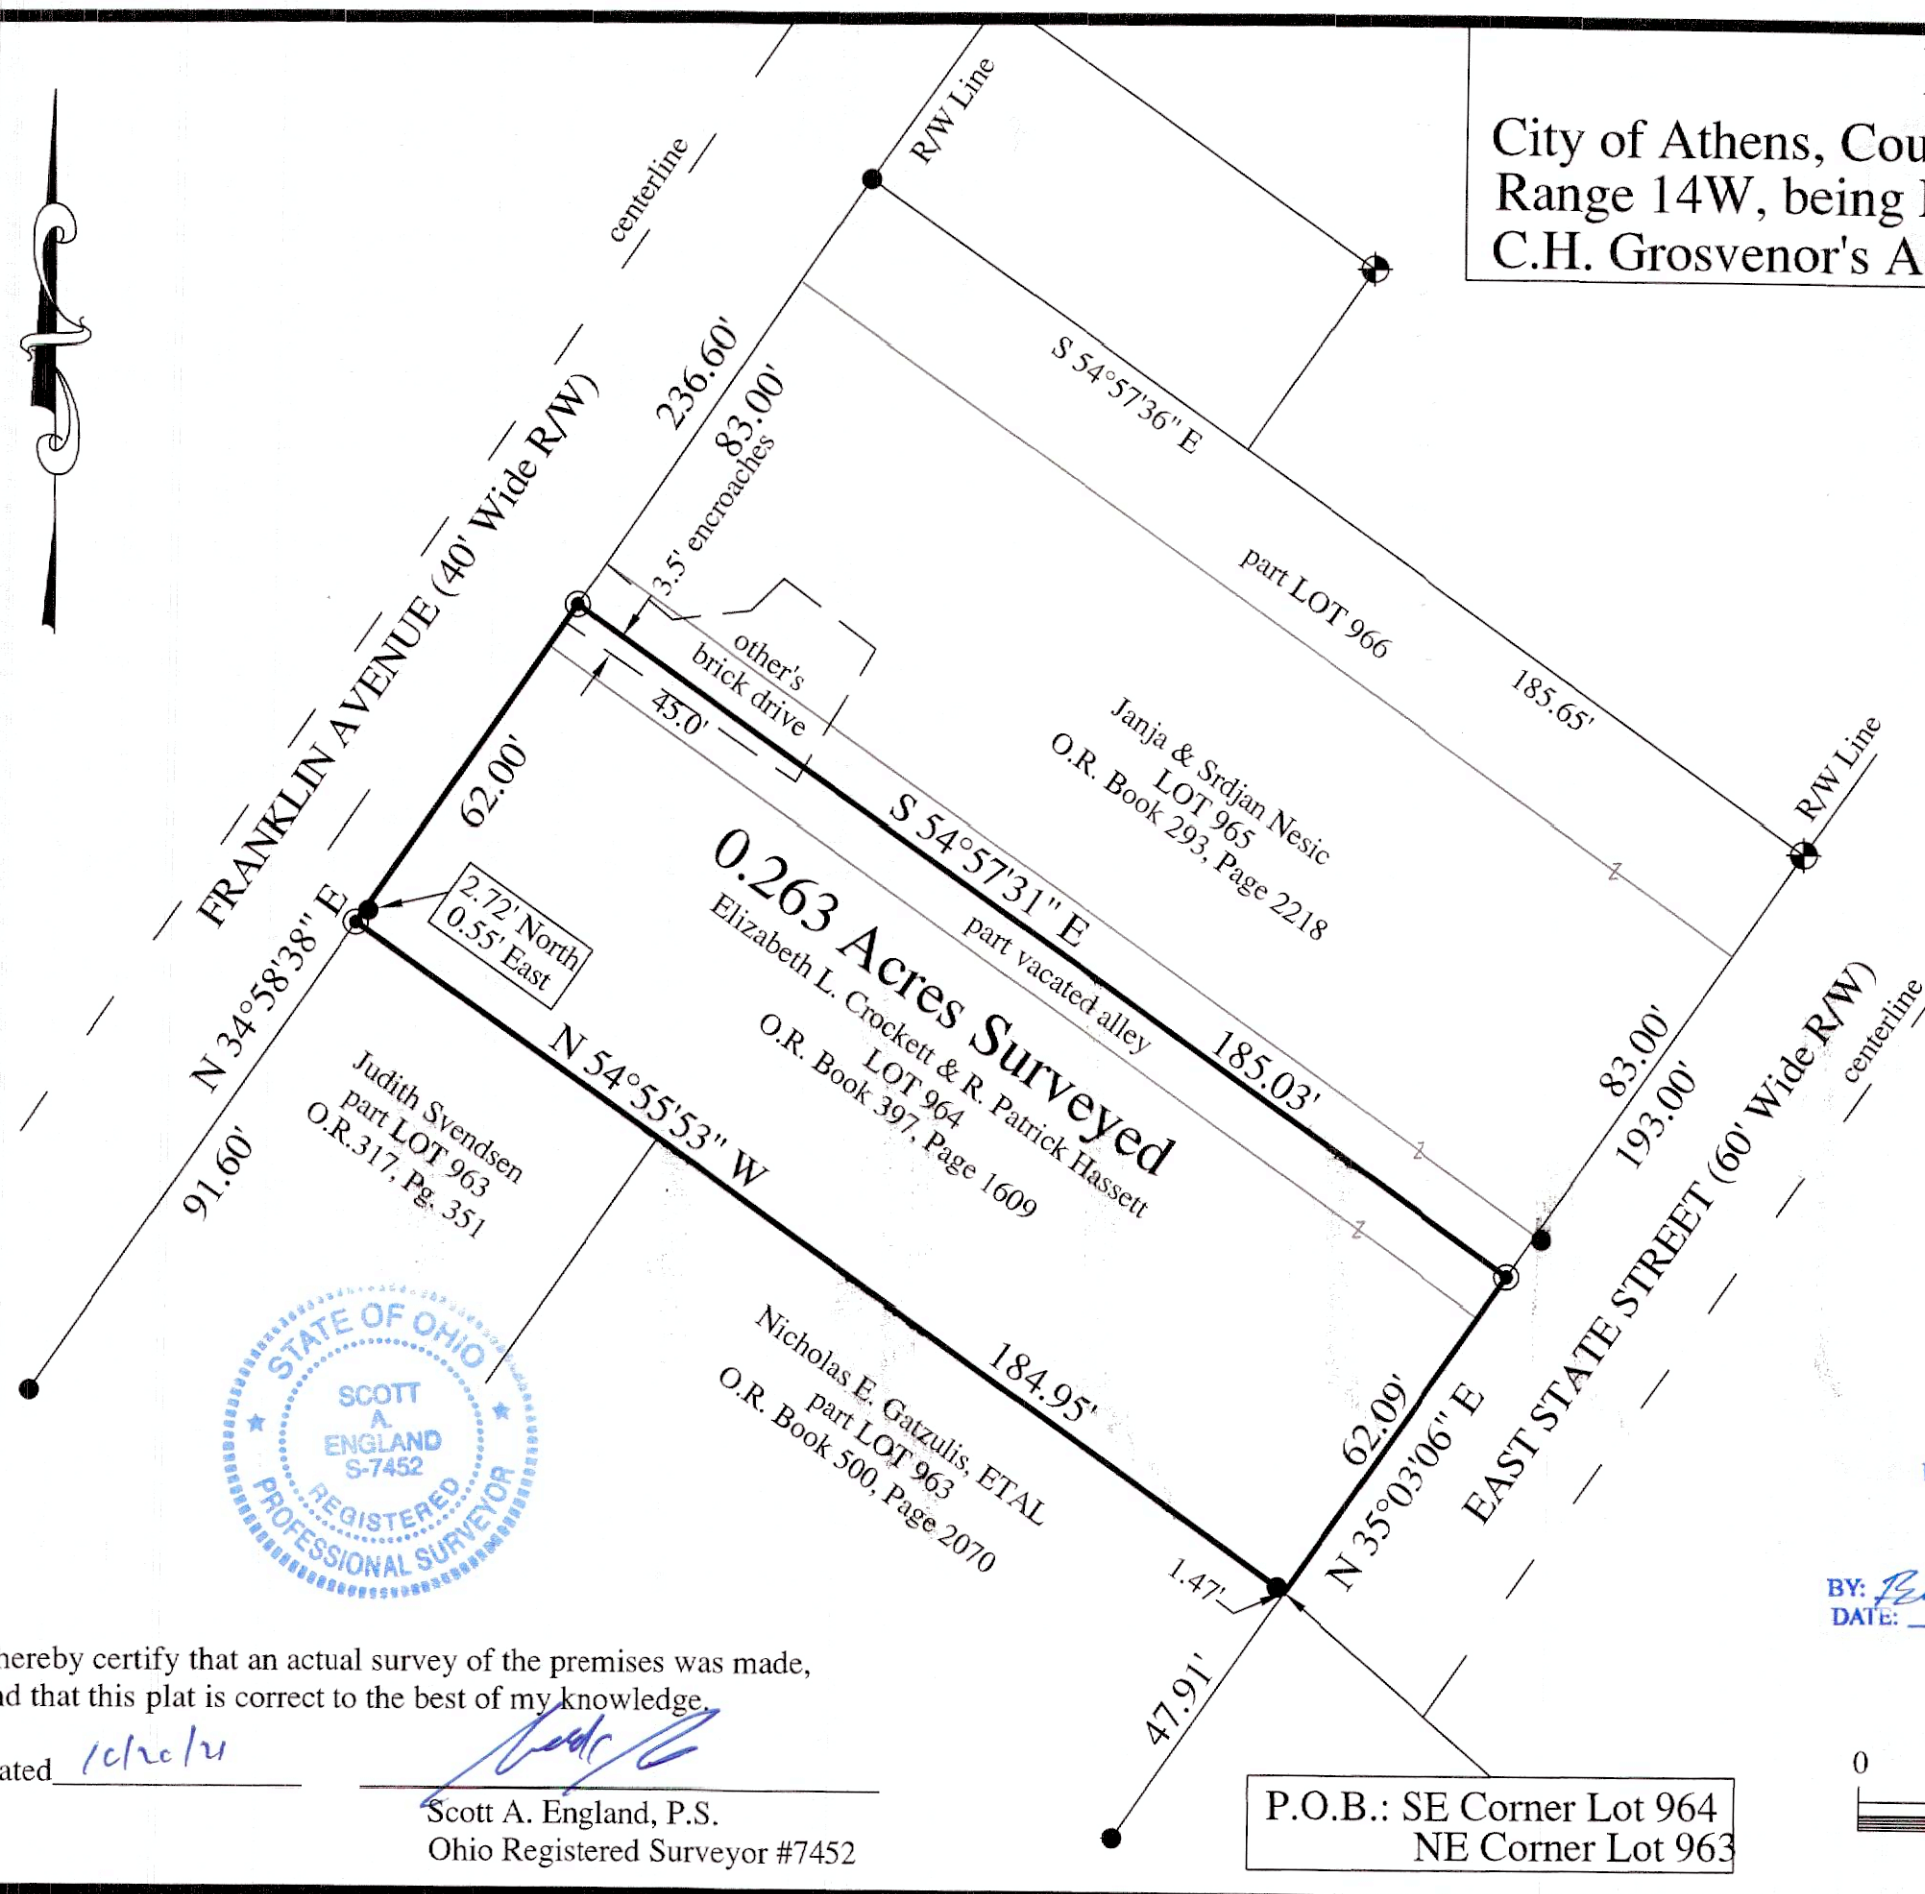 City of Athens, Cou
Range 14W, being
C.H. Grosvenor's A
R/W Line
centerline
236.60'
83.00'
S 54°57'36" E
185.65'
part LOT 966
FRANKLIN AVENUE (40' Wide R/W)
3.5' encroaches
other's
brick drive
45.0'
62.00'
Janja & Srdjan Nesic
LOT 965
O.R. Book 293, Page 2218
R/W Line
S 54°57'31" E
185.03'
part vacated alley
0.263 Acres Surveyed
Elizabeth L. Crockett & R. Patrick Hassett
LOT 964
O.R. Book 397, Page 1609
2.72' North
0.55' East
N 34°58'38" E
91.60'
N 54°55'53" W
184.95'
Judith Svendsen
part LOT 963
O.R.317, Pg. 351
83.00'
193.00'
EAST STATE STREET (60' Wide R/W)
centerline
z
z
z
62.09'
N 35°03'06" E
Nicholas E. Gatzulis, ETAL
part LOT 963
O.R. Book 500, Page 2070
1.47'
47.91'
STATE OF OHIO
SCOTT
A.
ENGLAND
S-7452
REGISTERED
PROFESSIONAL SURVEYOR
BY:
DATE:
hereby certify that an actual survey of the premises was made,
nd that this plat is correct to the best of my knowledge.
ated 10/20/21
Scott A. England, P.S.
Ohio Registered Surveyor #7452
P.O.B.: SE Corner Lot 964
NE Corner Lot 963
0